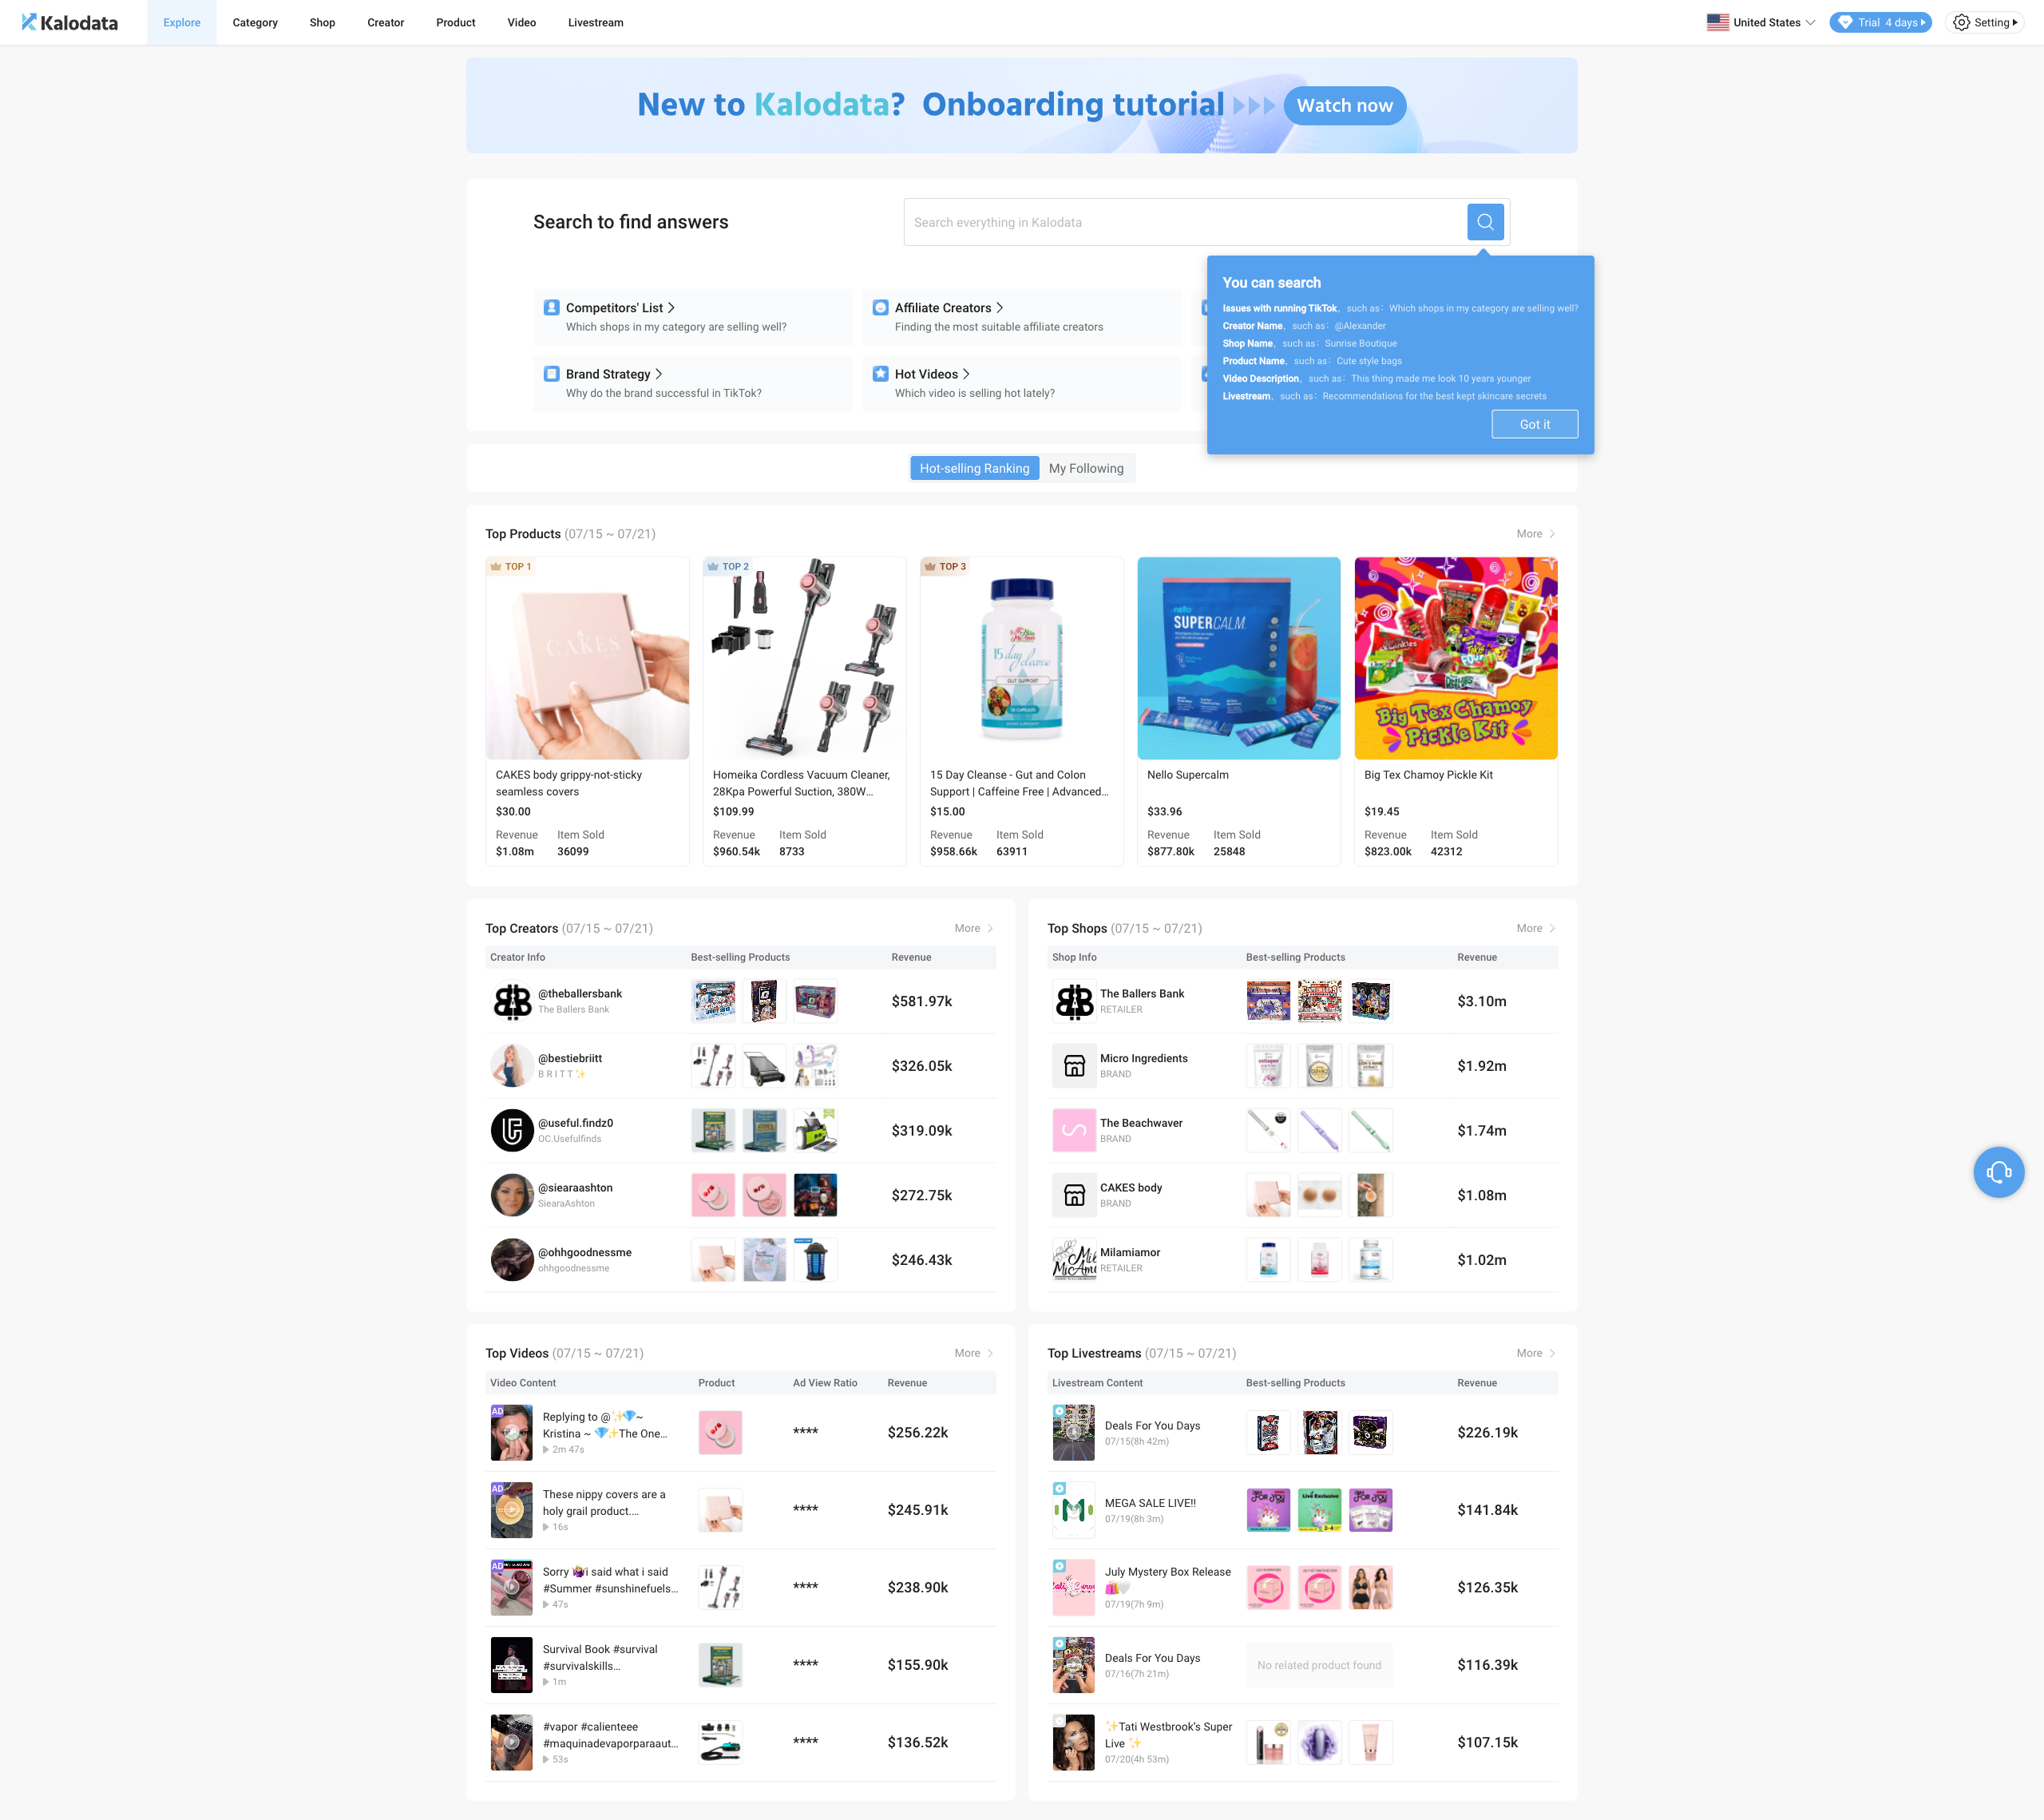 Kalodata
Explore
Category
Shop
Creator
Product
Video
Livestream
United States
Trial 4 days
Setting
New to Kalodata? Onboarding tutorial
Watch now
Search to find answers
Search everything in Kalodata
You can search
Issues with running TikTok, such as: Which shops in my category are selling well?
Creator Name, such as: @Alexander
Shop Name, such as: Sunrise Boutique
Product Name, such as: Cute style bags
Video Description, such as: This thing made me look 10 years younger
Livestream, such as: Recommendations for the best kept skincare secrets
Got it
Competitors' List
Which shops in my category are selling well?
Affiliate Creators
Finding the most suitable affiliate creators
Brand Strategy
Why do the brand successful in TikTok?
Hot Videos
Which video is selling hot lately?
Hot-selling Ranking
My Following
Top Products (07/15 ~ 07/21)
More
TOP 1
CAKES
CAKES body grippy-not-sticky
seamless covers
$30.00
Revenue Item Sold
$1.08m 36099
TOP 2
Homeika Cordless Vacuum Cleaner,
28Kpa Powerful Suction, 380W...
$109.99
Revenue Item Sold
$960.54k 8733
TOP 3
15 day cleanse
GUT SUPPORT
15 Day Cleanse - Gut and Colon
Support | Caffeine Free | Advanced...
$15.00
Revenue Item Sold
$958.66k 63911
nello
SUPERCALM
Nello Supercalm
$33.96
Revenue Item Sold
$877.80k 25848
Big Tex Chamoy
Pickle Kit
Big Tex Chamoy Pickle Kit
$19.45
Revenue Item Sold
$823.00k 42312
Top Creators (07/15 ~ 07/21)
More
Creator Info Best-selling Products Revenue
@theballersbank
The Ballers Bank
$581.97k
@bestiebriitt
B R I T T ✨
$326.05k
@useful.findz0
OC.Usefulfinds
$319.09k
@siearaashton
SiearaAshton
$272.75k
@ohhgoodnessme
ohhgoodnessme
$246.43k
Top Shops (07/15 ~ 07/21)
More
Shop Info Best-selling Products Revenue
The Ballers Bank
RETAILER
$3.10m
Micro Ingredients
BRAND
$1.92m
The Beachwaver
BRAND
$1.74m
CAKES body
BRAND
$1.08m
Milamiamor
RETAILER
$1.02m
Top Videos (07/15 ~ 07/21)
More
Video Content Product Ad View Ratio Revenue
AD
Replying to @✨💎~
Kristina ~ 💎✨The One...
2m 47s
****
$256.22k
AD
These nippy covers are a
holy grail product....
16s
****
$245.91k
AD
Sorry 🤷‍♀️i said what i said
#Summer #sunshinefuels...
47s
****
$238.90k
Survival Book #survival
#survivalskills...
1m
****
$155.90k
#vapor #calienteee
#maquinadevaporparaaut...
53s
****
$136.52k
Top Livestreams (07/15 ~ 07/21)
More
Livestream Content Best-selling Products Revenue
Deals For You Days
07/15(8h 42m)
$226.19k
MEGA SALE LIVE!!
07/19(8h 3m)
$141.84k
July Mystery Box Release
🛍️🤍
07/19(7h 9m)
$126.35k
Deals For You Days
07/16(7h 21m)
No related product found
$116.39k
✨Tati Westbrook's Super
Live ✨
07/20(4h 53m)
$107.15k